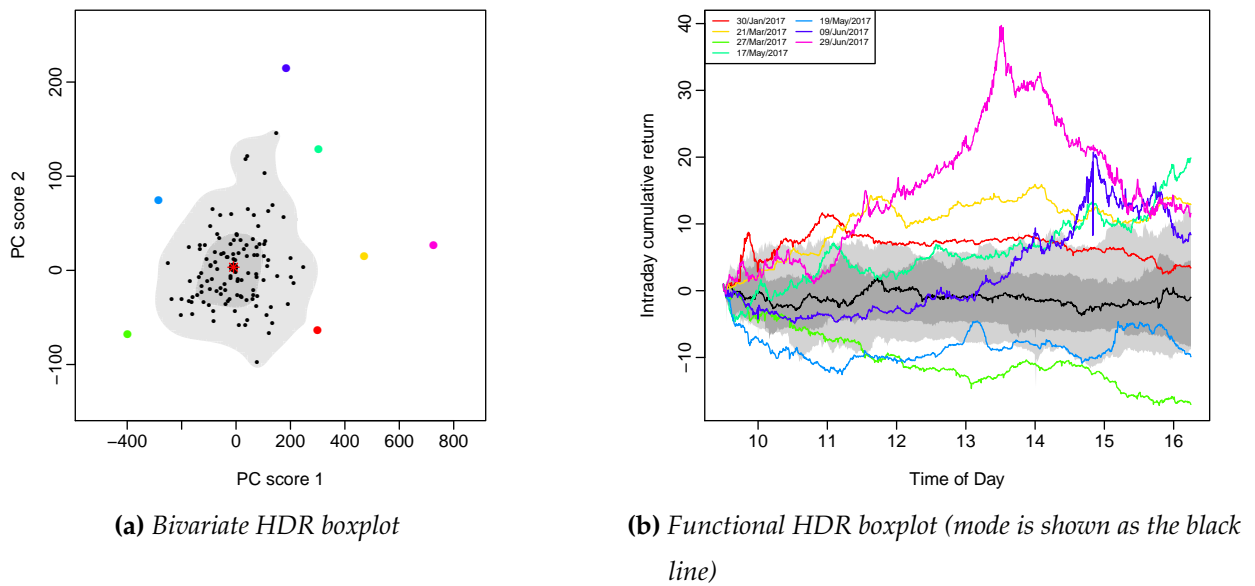 PC score 2
200
100
0
−100
−400
0
200
400
600
800
PC score 1
(a) Bivariate HDR boxplot
Intraday cumulative return
40
30
20
10
0
−10
30/Jan/2017
21/Mar/2017
27/Mar/2017
17/May/2017
19/May/2017
09/Jun/2017
29/Jun/2017
10
11
12
13
14
15
16
Time of Day
(b) Functional HDR boxplot (mode is shown as the black
line)